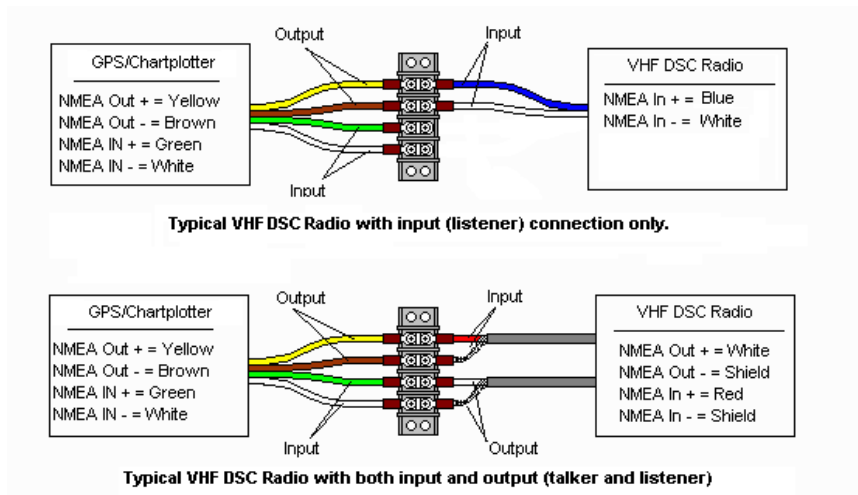 Output
Input
GPS/Chartplotter
NMEA Out + = Yellow
NMEA Out - = Brown
NMEA IN + = Green
NMEA IN - = White
VHF DSC Radio
NMEA In + = Blue
NMEA In - = White
Input
Typical VHF DSC Radio with input (listener) connection only.
Output
Input
GPS/Chartplotter
NMEA Out + = Yellow
NMEA Out - = Brown
NMEA IN + = Green
NMEA IN - = White
VHF DSC Radio
NMEA Out + = White
NMEA Out - = Shield
NMEA In + = Red
NMEA In - = Shield
Input
Output
Typical VHF DSC Radio with both input and output (talker and listener)